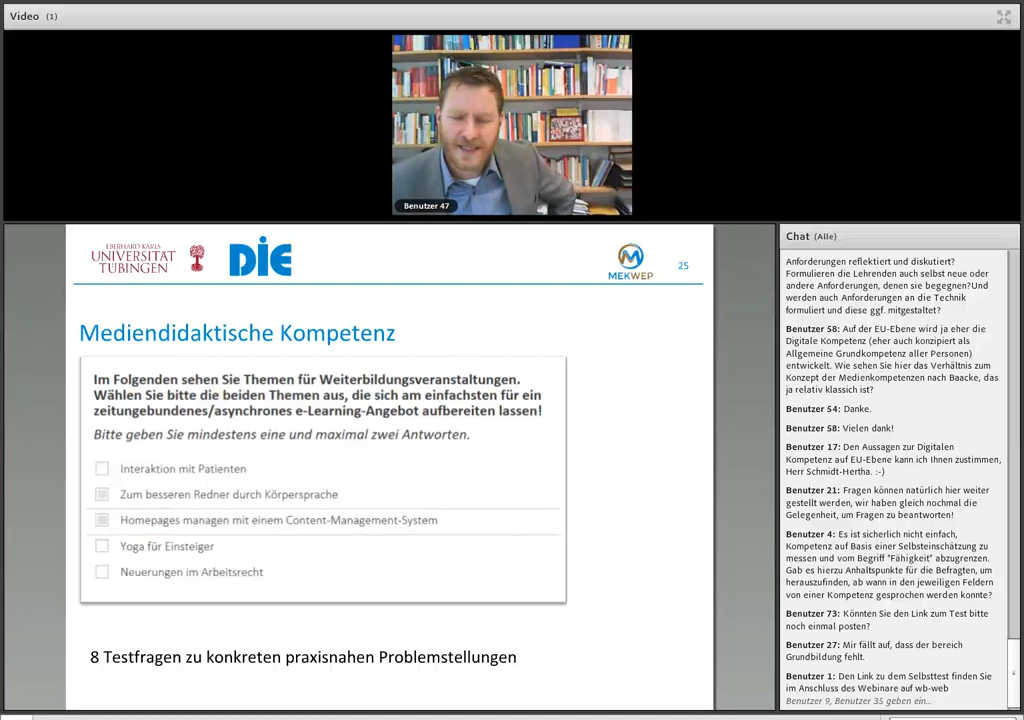 Video (1)
Benutzer 47
EBERHARD KARLS
UNIVERSITÄT
TÜBINGEN
DIE
MEKWEP
25
Mediendidaktische Kompetenz
Im Folgenden sehen Sie Themen für Weiterbildungsveranstaltungen.
Wählen Sie bitte die beiden Themen aus, die sich am einfachsten für ein
zeitungebundenes/asynchrones e-Learning-Angebot aufbereiten lassen!
Bitte geben Sie mindestens eine und maximal zwei Antworten.
Interaktion mit Patienten
Zum besseren Redner durch Körpersprache
Homepages managen mit einem Content-Management-System
Yoga für Einsteiger
Neuerungen im Arbeitsrecht
8 Testfragen zu konkreten praxisnahen Problemstellungen
Chat (Alle)
Anforderungen reflektiert und diskutiert?
Formulieren die Lehrenden auch selbst neue oder
andere Anforderungen, denen sie begegnen?Und
werden auch Anforderungen an die Technik
formuliert und diese ggf. mitgestaltet?
Benutzer 58: Auf der EU-Ebene wird ja eher die
Digitale Kompetenz (eher auch konzipiert als
Allgemeine Grundkompetenz aller Personen)
entwickelt. Wie sehen Sie hier das Verhältnis zum
Konzept der Medienkompetenzen nach Baacke, das
ja relativ klassisch ist?
Benutzer 54: Danke.
Benutzer 58: Vielen dank!
Benutzer 17: Den Aussagen zur Digitalen
Kompetenz auf EU-Ebene kann ich Ihnen zustimmen,
Herr Schmidt-Hertha. :-)
Benutzer 21: Fragen können natürlich hier weiter
gestellt werden, wir haben gleich nochmal die
Gelegenheit, um Fragen zu beantworten!
Benutzer 4: Es ist sicherlich nicht einfach,
Kompetenz auf Basis einer Selbsteinschätzung zu
messen und vom Begriff "Fähigkeit" abzugrenzen.
Gab es hierzu Anhaltspunkte für die Befragten, um
herauszufinden, ab wann in den jeweiligen Feldern
von einer Kompetenz gesprochen werden konnte?
Benutzer 73: Könnten Sie den Link zum Test bitte
noch einmal posten?
Benutzer 27: Mir fällt auf, dass der bereich
Grundbildung fehlt.
Benutzer 1: Den Link zu dem Selbsttest finden Sie
im Anschluss des Webinare auf wb-web
Benutzer 9, Benutzer 35 geben ein...